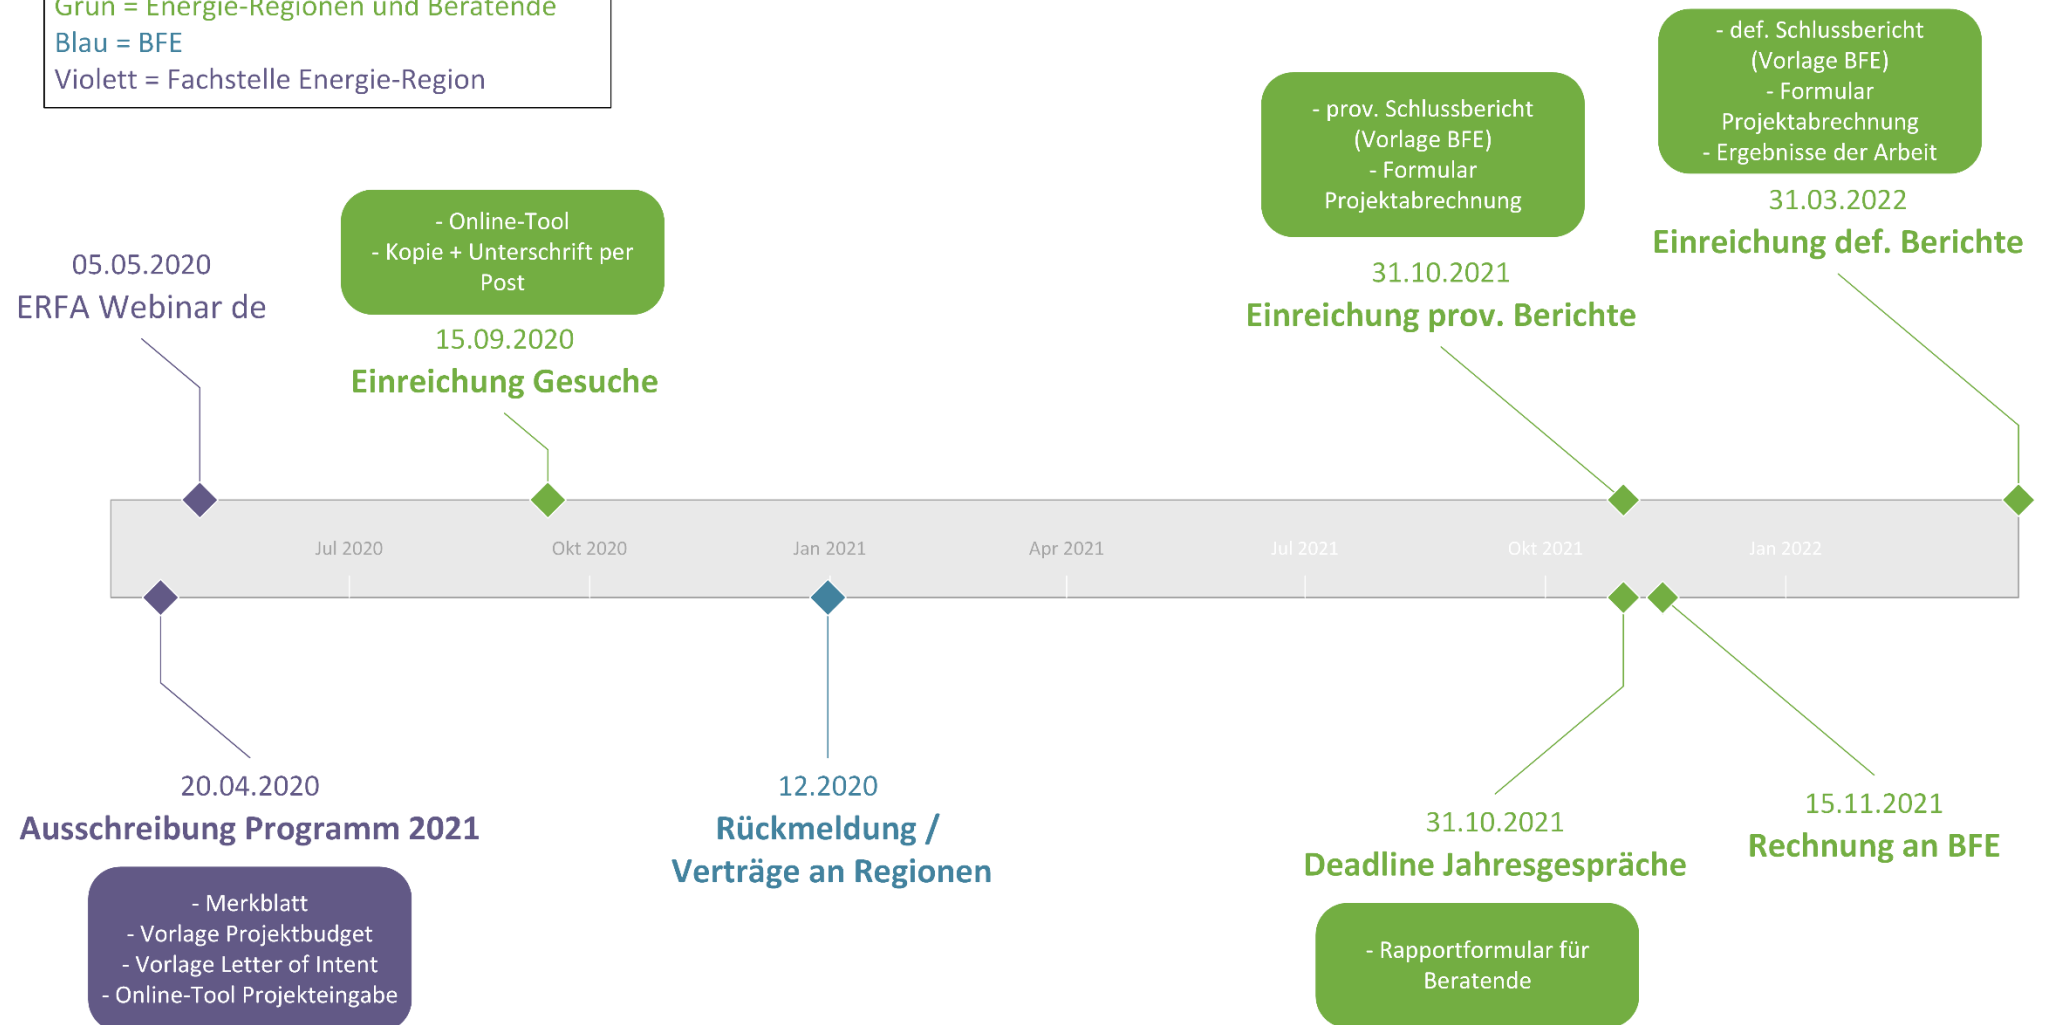 Grün = Energie-Regionen und Beratende
Blau = BFE
Violett = Fachstelle Energie-Region
- def. Schlussbericht
(Vorlage BFE)
- Formular
Projektabrechnung
- Ergebnisse der Arbeit
31.03.2022
Einreichung def. Berichte
- prov. Schlussbericht
(Vorlage BFE)
- Formular
Projektabrechnung
31.10.2021
Einreichung prov. Berichte
- Online-Tool
- Kopie + Unterschrift per
Post
15.09.2020
Einreichung Gesuche
05.05.2020
ERFA Webinar de
Jul 2020
Okt 2020
Jan 2021
Apr 2021
Jul 2021
Okt 2021
Jan 2022
20.04.2020
Ausschreibung Programm 2021
- Merkblatt
- Vorlage Projektbudget
- Vorlage Letter of Intent
- Online-Tool Projekteingabe
12.2020
Rückmeldung /
Verträge an Regionen
31.10.2021
Deadline Jahresgespräche
- Rapportformular für
Beratende
15.11.2021
Rechnung an BFE